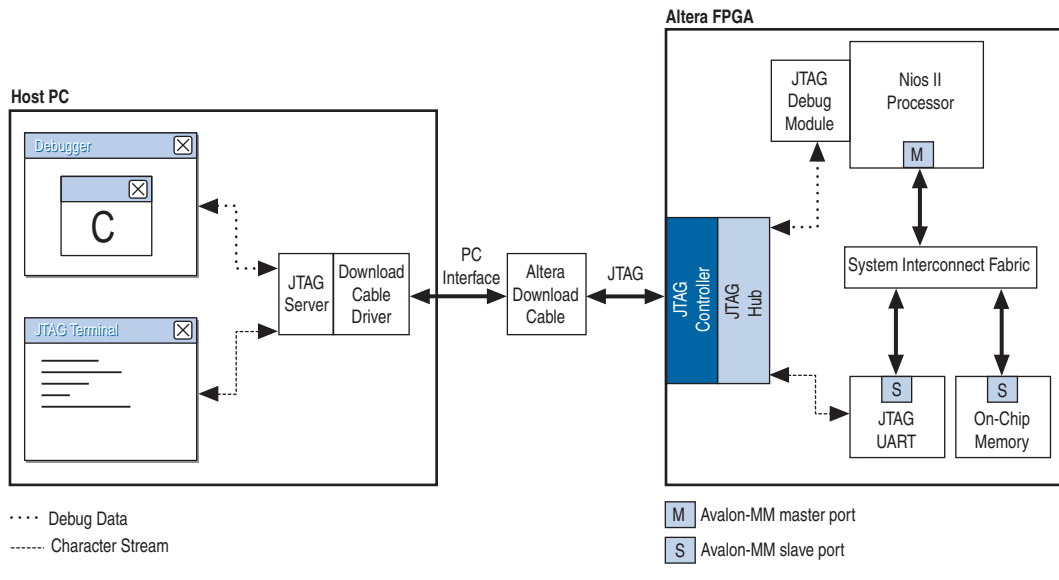 Altera FPGA
Host PC
Debugger
C
JTAG Terminal
JTAG
Server
Download
Cable
Driver
PC
Interface
Altera
Download
Cable
JTAG
JTAG
Controller
JTAG
Hub
JTAG
Debug
Module
Nios II
Processor
M
System Interconnect Fabric
S
JTAG
UART
S
On-Chip
Memory
Debug Data
Character Stream
M Avalon-MM master port
S Avalon-MM slave port